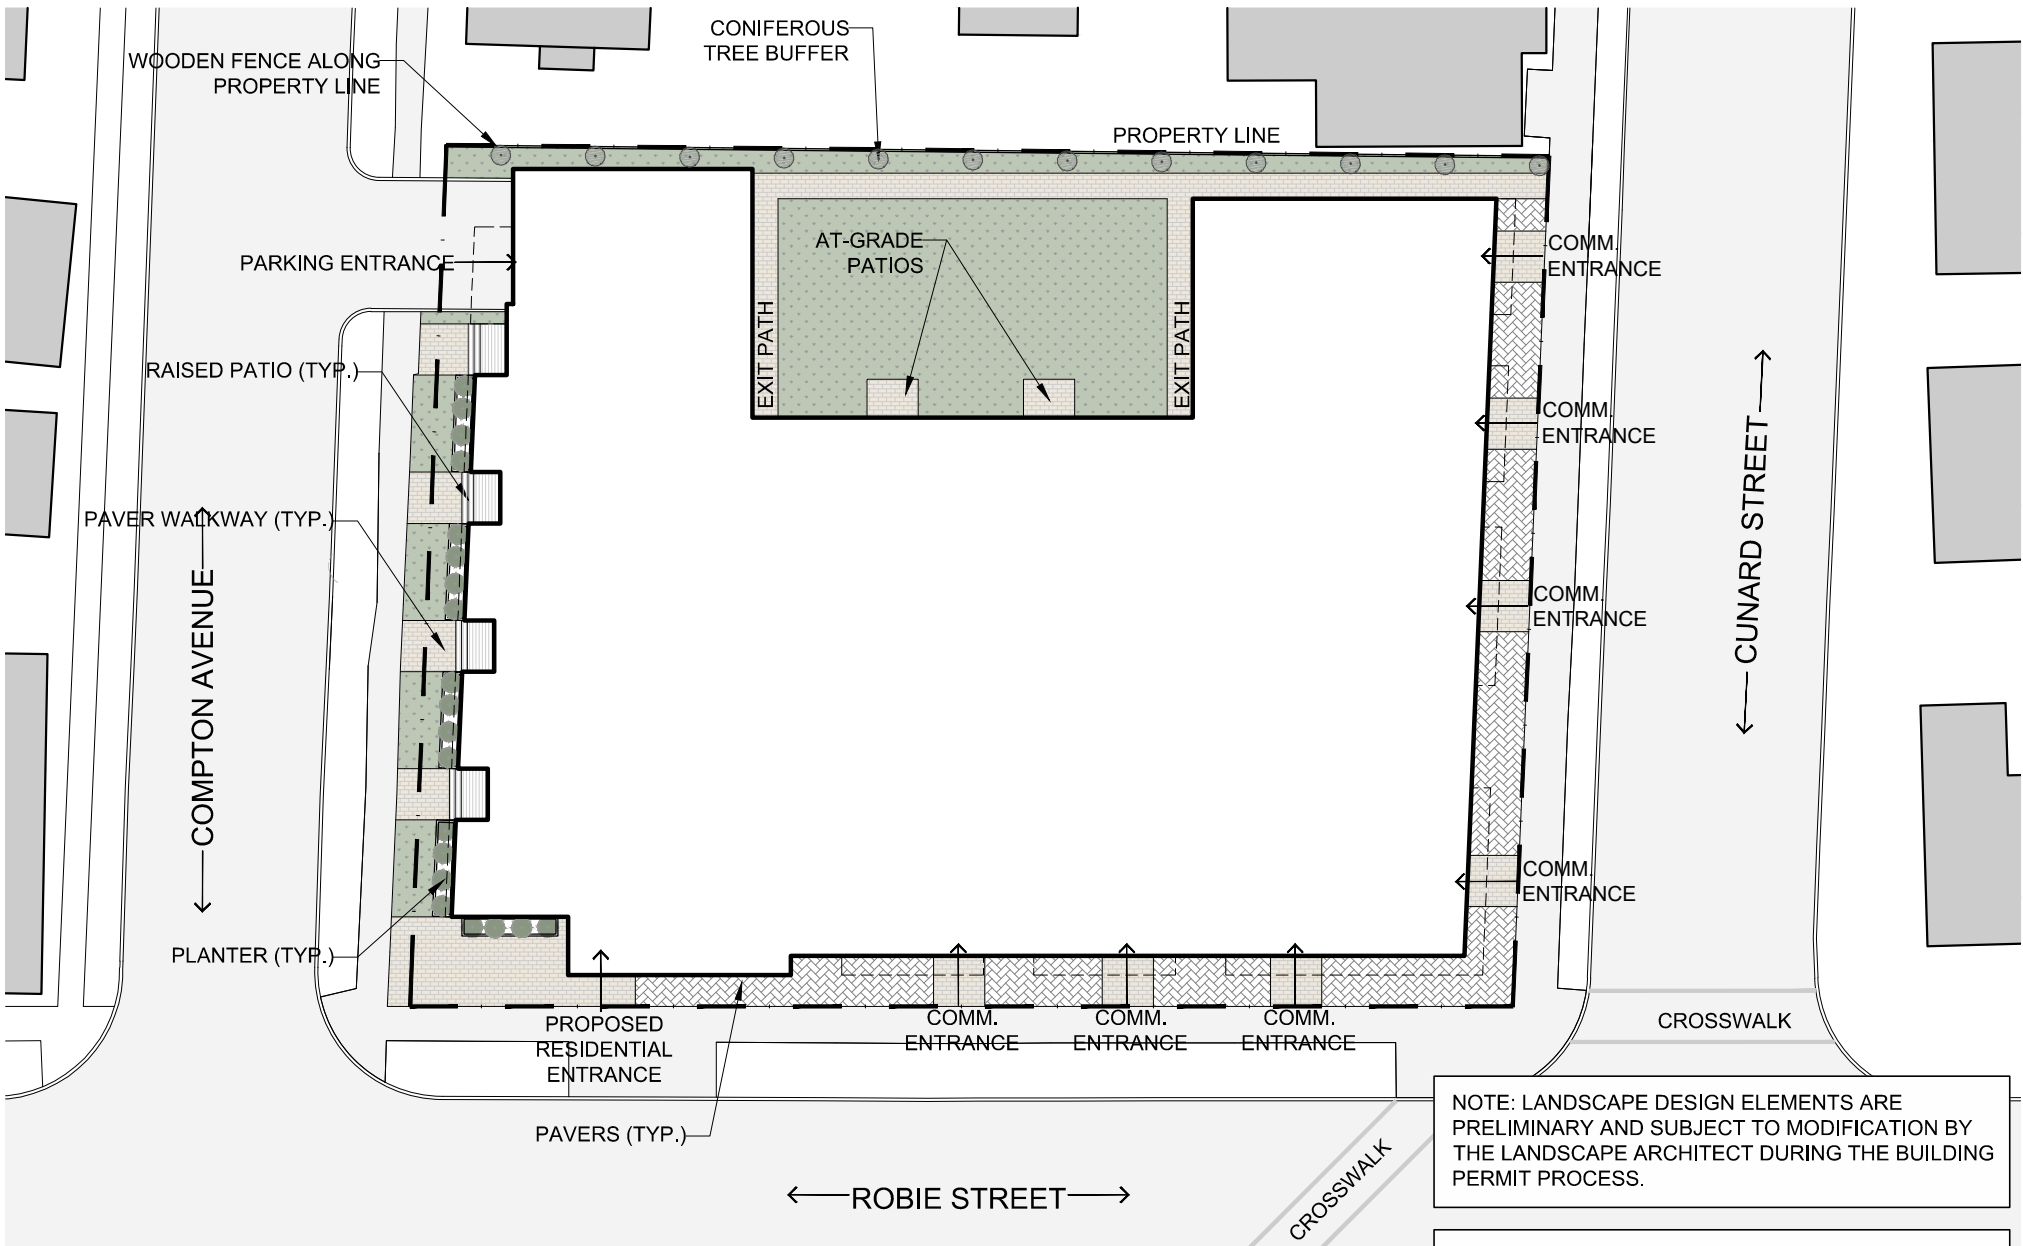 CONIFEROUS
TREE BUFFER
WOODEN FENCE ALONG
PROPERTY LINE
PROPERTY LINE
AT-GRADE
PATIOS
PARKING ENTRANCE
COMM.
ENTRANCE
EXIT PATH
EXIT PATH
RAISED PATIO (TYP.)
COMM.
ENTRANCE
PAVER WALKWAY (TYP.)
CUNARD STREET
COMM.
ENTRANCE
COMPTON AVENUE
COMM.
ENTRANCE
PLANTER (TYP.)
PROPOSED
RESIDENTIAL
ENTRANCE
COMM.
ENTRANCE
COMM.
ENTRANCE
COMM.
ENTRANCE
CROSSWALK
PAVERS (TYP.)
CROSSWALK
ROBIE STREET
NOTE: LANDSCAPE DESIGN ELEMENTS ARE
PRELIMINARY AND SUBJECT TO MODIFICATION BY
THE LANDSCAPE ARCHITECT DURING THE BUILDING
PERMIT PROCESS.